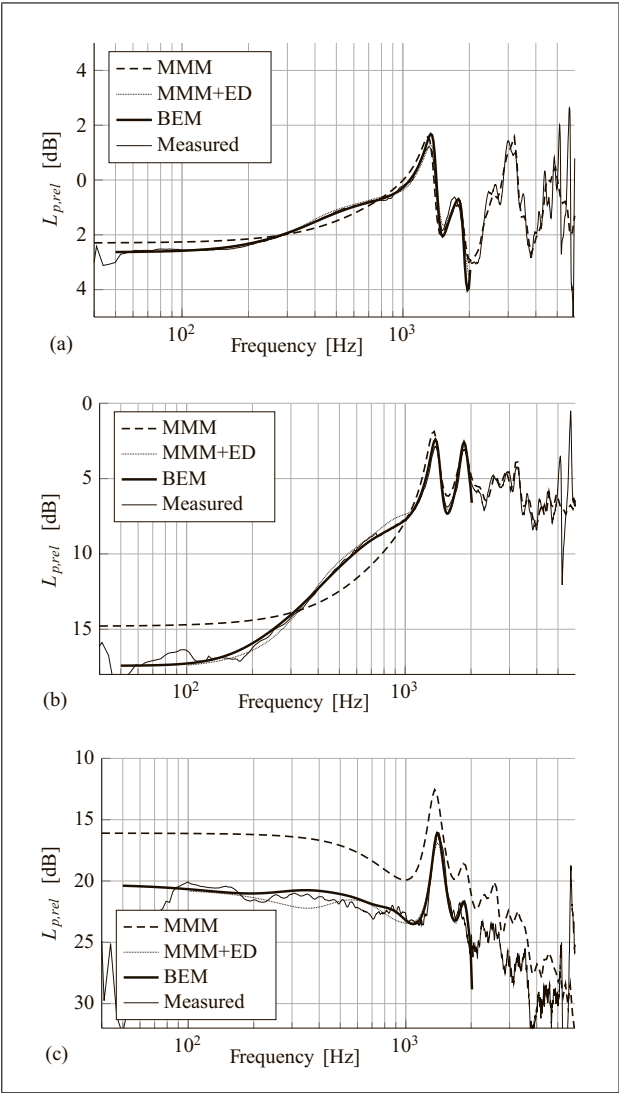 4
2
0
2
4
L_{p,rel} [dB]
MMM
MMM+ED
BEM
Measured
10^2
10^3
Frequency [Hz]
(a)
0
5
10
15
L_{p,rel} [dB]
MMM
MMM+ED
BEM
Measured
10^2
10^3
Frequency [Hz]
(b)
10
15
20
25
30
L_{p,rel} [dB]
MMM
MMM+ED
BEM
Measured
10^2
10^3
Frequency [Hz]
(c)